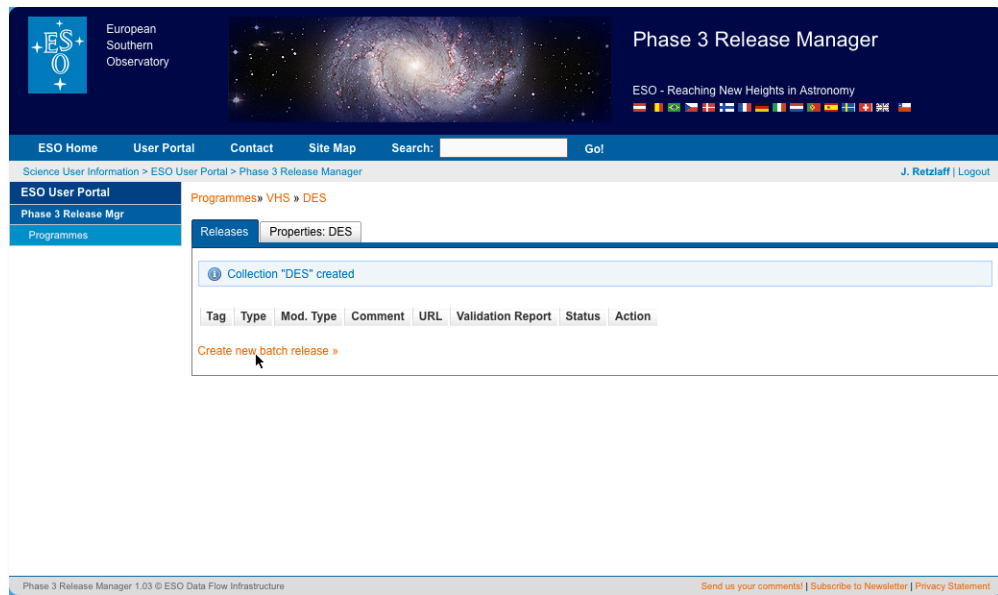 ES
O
European
Southern
Observatory
Phase 3 Release Manager
ESO - Reaching New Heights in Astronomy
ESO Home User Portal Contact Site Map Search: Go!
Science User Information > ESO User Portal > Phase 3 Release Manager J. Retzlaff | Logout
ESO User Portal
Phase 3 Release Mgr
Programmes
Programmes» VHS » DES
Releases Properties: DES
Collection "DES" created
Tag Type Mod. Type Comment URL Validation Report Status Action
Create new batch release »
Phase 3 Release Manager 1.03 © ESO Data Flow Infrastructure Send us your comments! | Subscribe to Newsletter | Privacy Statement